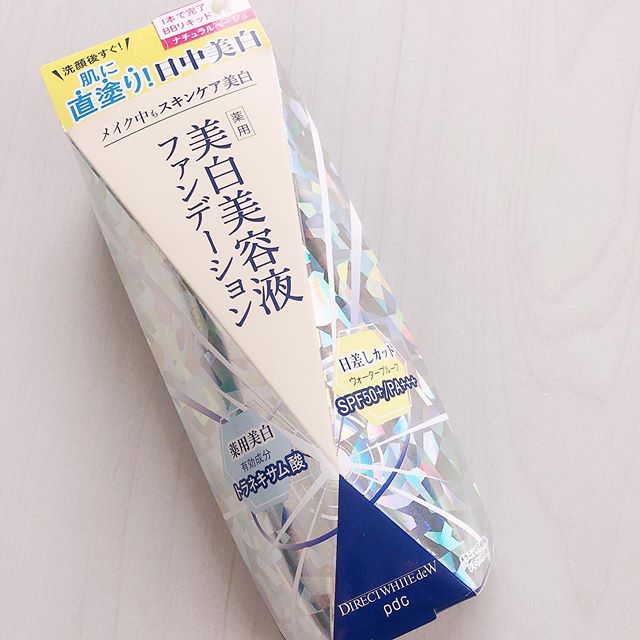 1本で完了
BBリキッド
ナチュラルベージュ
洗顔後すぐ!
肌に
直塗り!日中美白
メイク中もスキンケア美白
薬用
美白美容液
ファンデーション
日差しカット
ウォータープルーフ
SPF50+/PA+++
薬用美白
有効成分
トラネキサム酸
DIRECTWHITEdeW
pdc